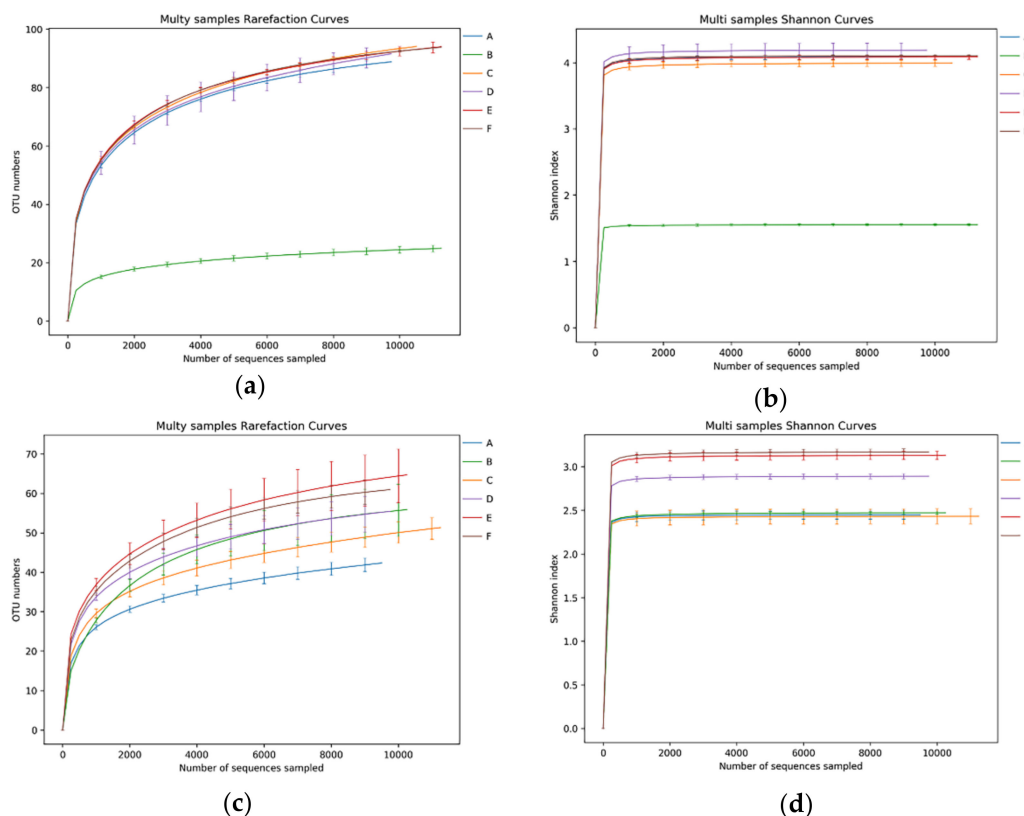 Multy samples Rarefaction Curves
100
80
60
40
20
0
OTU numbers
0 2000 4000 6000 8000 10000
Number of sequences sampled
A
B
C
D
E
F
(a)
Multi samples Shannon Curves
4
3
2
1
0
Shannon index
0 2000 4000 6000 8000 10000
Number of sequences sampled
(b)
Multy samples Rarefaction Curves
70
60
50
40
30
20
10
0
OTU numbers
0 2000 4000 6000 8000 10000
Number of sequences sampled
A
B
C
D
E
F
(c)
Multi samples Shannon Curves
3.0
2.5
2.0
1.5
1.0
0.5
0.0
Shannon index
0 2000 4000 6000 8000 10000
Number of sequences sampled
(d)